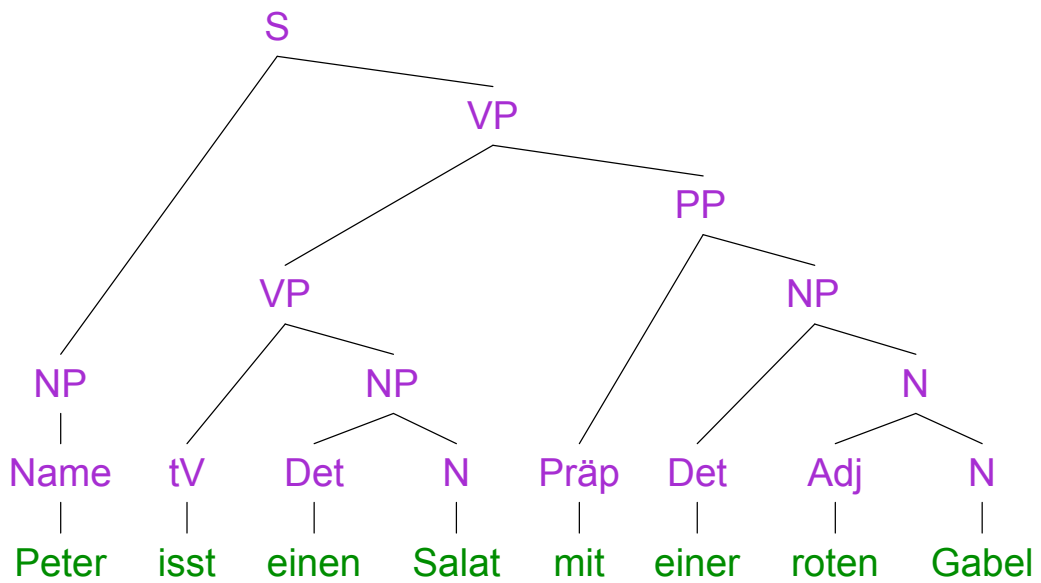 S
VP
PP
VP NP
NP NP N
Name tV Det N Präp Det Adj N
Peter isst einen Salat mit einer roten Gabel